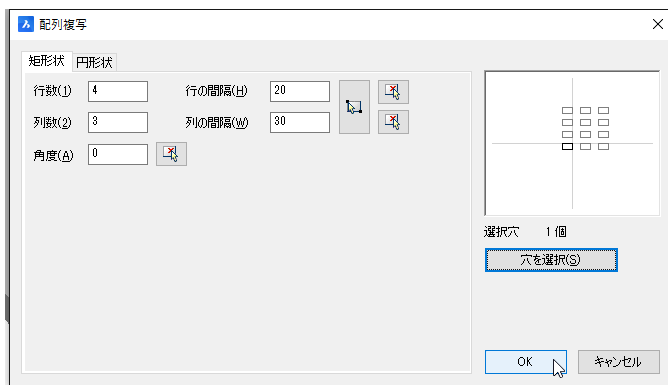 配列複写
矩形状 円形状
行数(1) 4 行の間隔(H) 20
列数(2) 3 列の間隔(W) 30
角度(A) 0
選択穴 1個
穴を選択(S)
OK キャンセル